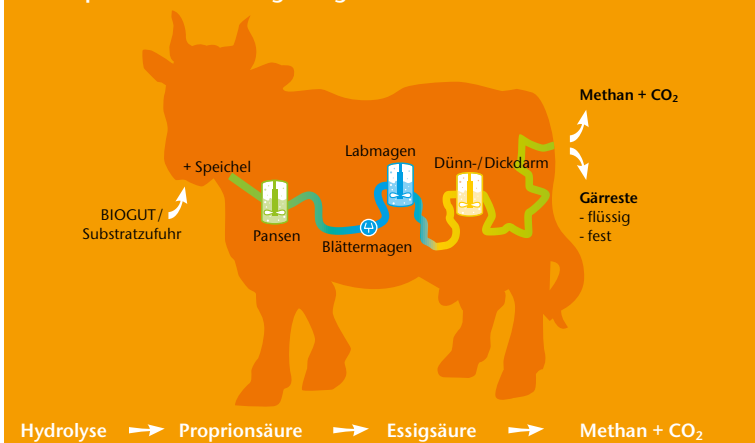 Methan + CO₂
Labmagen
Dünn-/Dickdarm
+ Speichel
Gärreste
- flüssig
- fest
BIOGUT/
Substratzufuhr
Pansen
Blättermagen
Hydrolyse → Proprionsäure → Essigsäure → Methan + CO₂